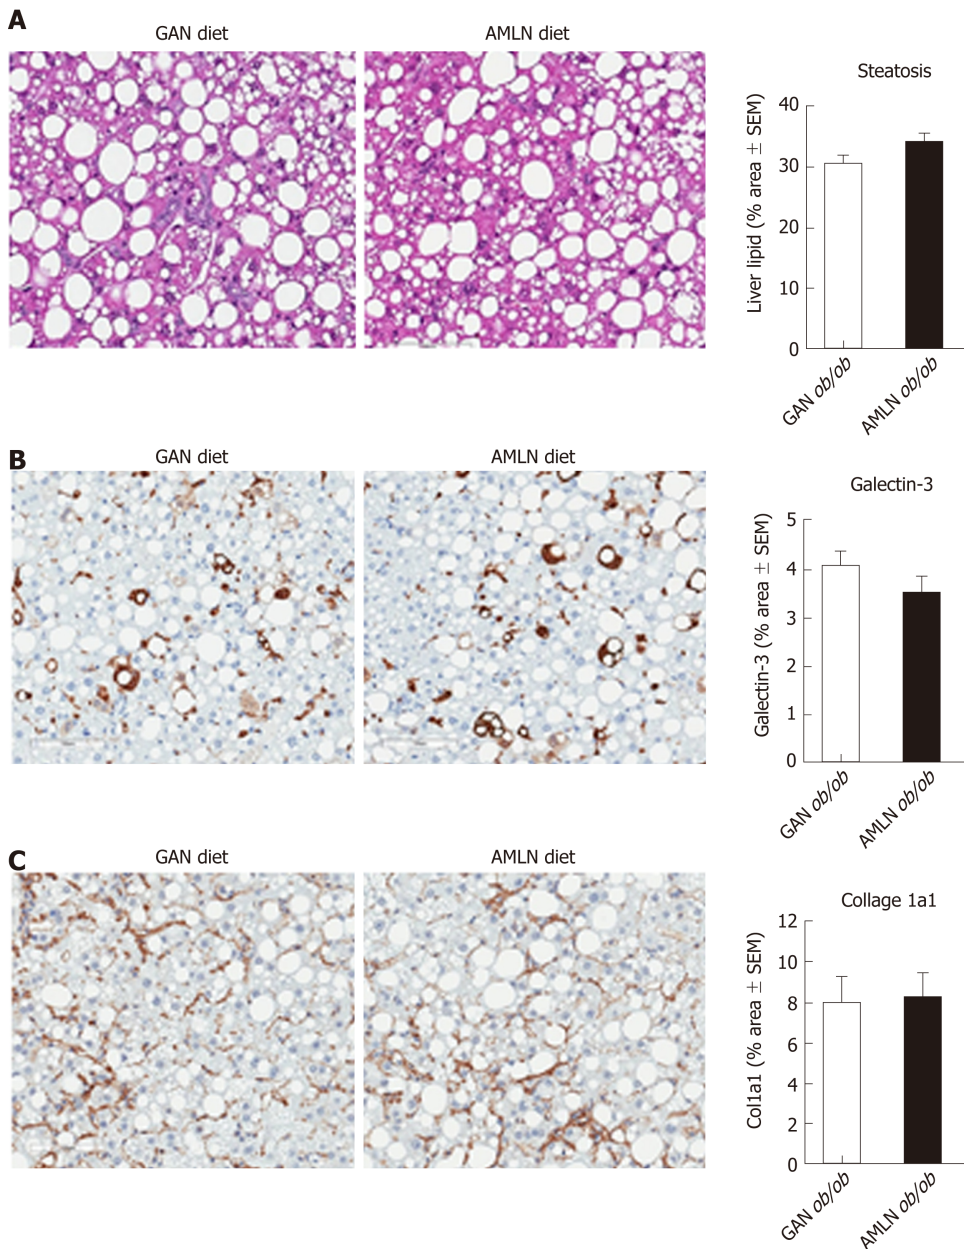 A
GAN diet
AMLN diet
Steatosis
Liver lipid (% area ± SEM)
40
30
20
10
0
GAN ob/ob
AMLN ob/ob
B
GAN diet
AMLN diet
Galectin-3
Galectin-3 (% area ± SEM)
5
4
3
2
1
0
GAN ob/ob
AMLN ob/ob
C
GAN diet
AMLN diet
Collage 1a1
Col1a1 (% area ± SEM)
12
10
8
6
4
2
0
GAN ob/ob
AMLN ob/ob